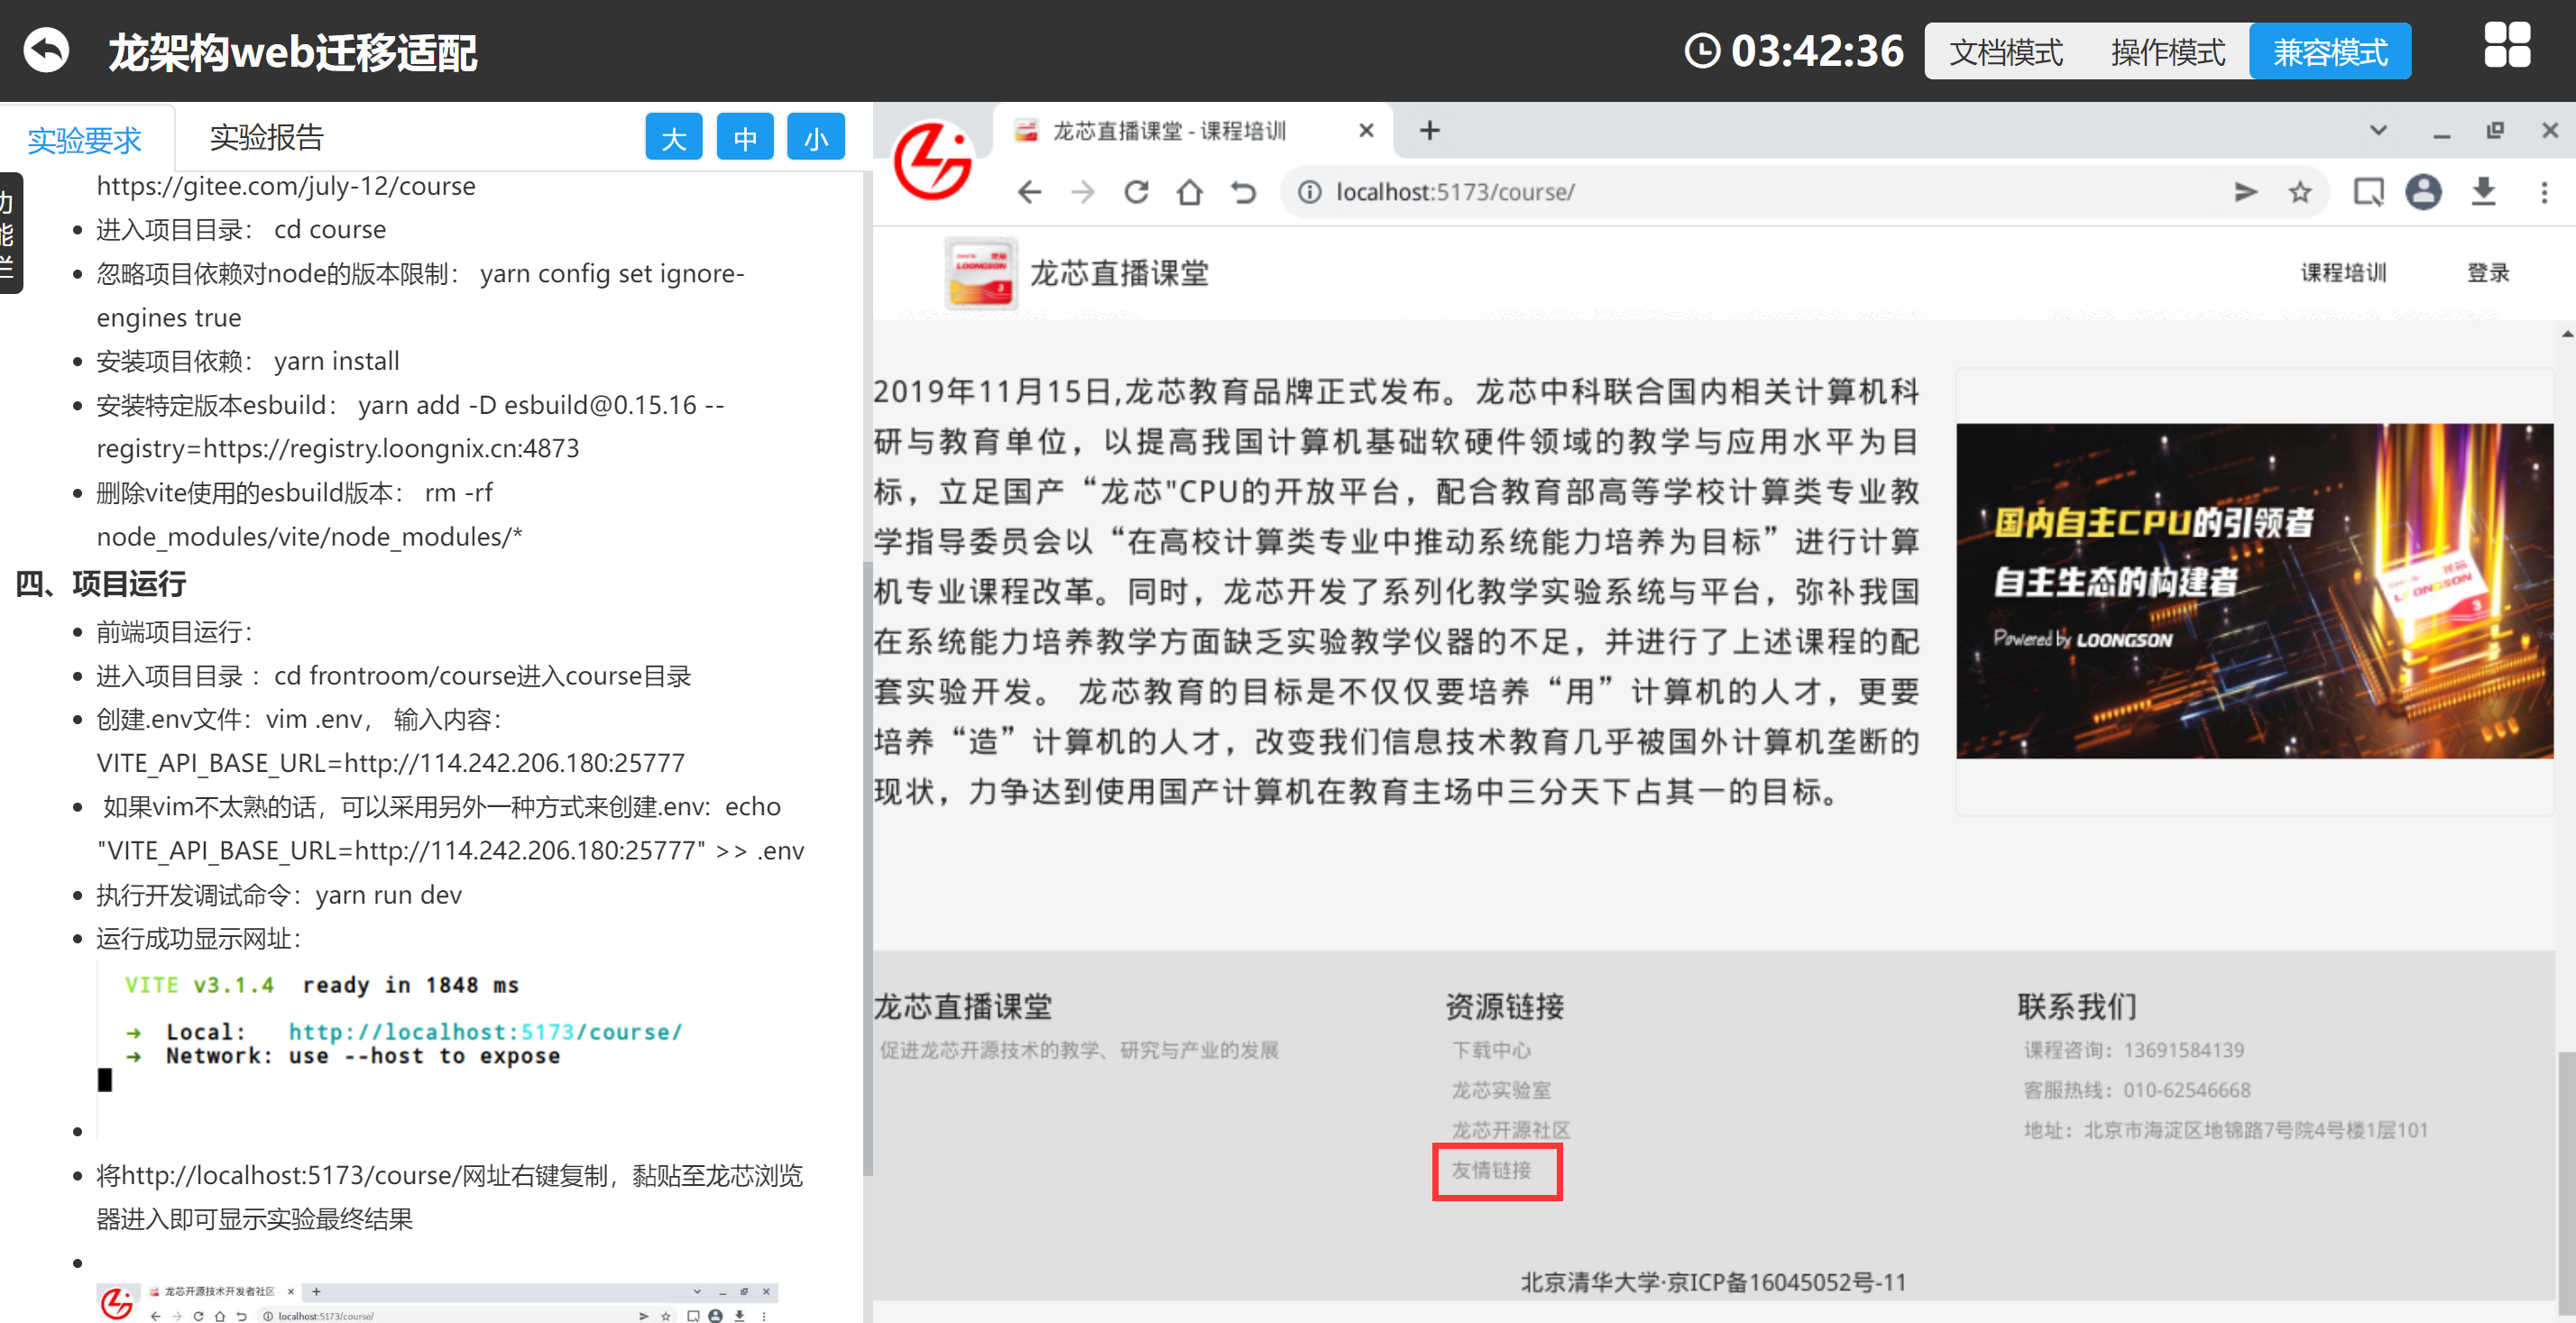 龙架构web迁移适配
03:42:36
文档模式 操作模式 兼容模式
实验要求 实验报告
大 中 小
https://gitee.com/july-12/course
进入项目目录： cd course
忽略项目依赖对node的版本限制： yarn config set ignore-
engines true
安装项目依赖： yarn install
安装特定版本esbuild： yarn add -D esbuild@0.15.16 --
registry=https://registry.loongnix.cn:4873
删除vite使用的esbuild版本： rm -rf
node_modules/vite/node_modules/*
四、项目运行
前端项目运行：
进入项目目录 ：cd frontroom/course进入course目录
创建.env文件：vim .env， 输入内容：
VITE_API_BASE_URL=http://114.242.206.180:25777
如果vim不太熟的话，可以采用另外一种方式来创建.env: echo
"VITE_API_BASE_URL=http://114.242.206.180:25777" >> .env
执行开发调试命令：yarn run dev
运行成功显示网址：
VITE v3.1.4 ready in 1848 ms
➜ Local: http://localhost:5173/course/
➜ Network: use --host to expose
将http://localhost:5173/course/网址右键复制，黏贴至龙芯浏览
器进入即可显示实验最终结果
龙芯开源技术开发者社区
localhost:5173/course/
龙芯直播课堂 - 课程培训
localhost:5173/course/
龙芯直播课堂
课程培训 登录
2019年11月15日,龙芯教育品牌正式发布。龙芯中科联合国内相关计算机科
研与教育单位，以提高我国计算机基础软硬件领域的教学与应用水平为目
标，立足国产“龙芯"CPU的开放平台，配合教育部高等学校计算类专业教
学指导委员会以“在高校计算类专业中推动系统能力培养为目标”进行计算
机专业课程改革。同时，龙芯开发了系列化教学实验系统与平台，弥补我国
在系统能力培养教学方面缺乏实验教学仪器的不足，并进行了上述课程的配
套实验开发。 龙芯教育的目标是不仅仅要培养“用”计算机的人才，更要
培养“造”计算机的人才，改变我们信息技术教育几乎被国外计算机垄断的
现状，力争达到使用国产计算机在教育主场中三分天下占其一的目标。
国内自主CPU的引领者
自主生态的构建者
Powered by LOONGSON
龙芯直播课堂
促进龙芯开源技术的教学、研究与产业的发展
资源链接
下载中心
龙芯实验室
龙芯开源社区
友情链接
联系我们
课程咨询：13691584139
客服热线：010-62546668
地址：北京市海淀区地锦路7号院4号楼1层101
北京清华大学·京ICP备16045052号-11